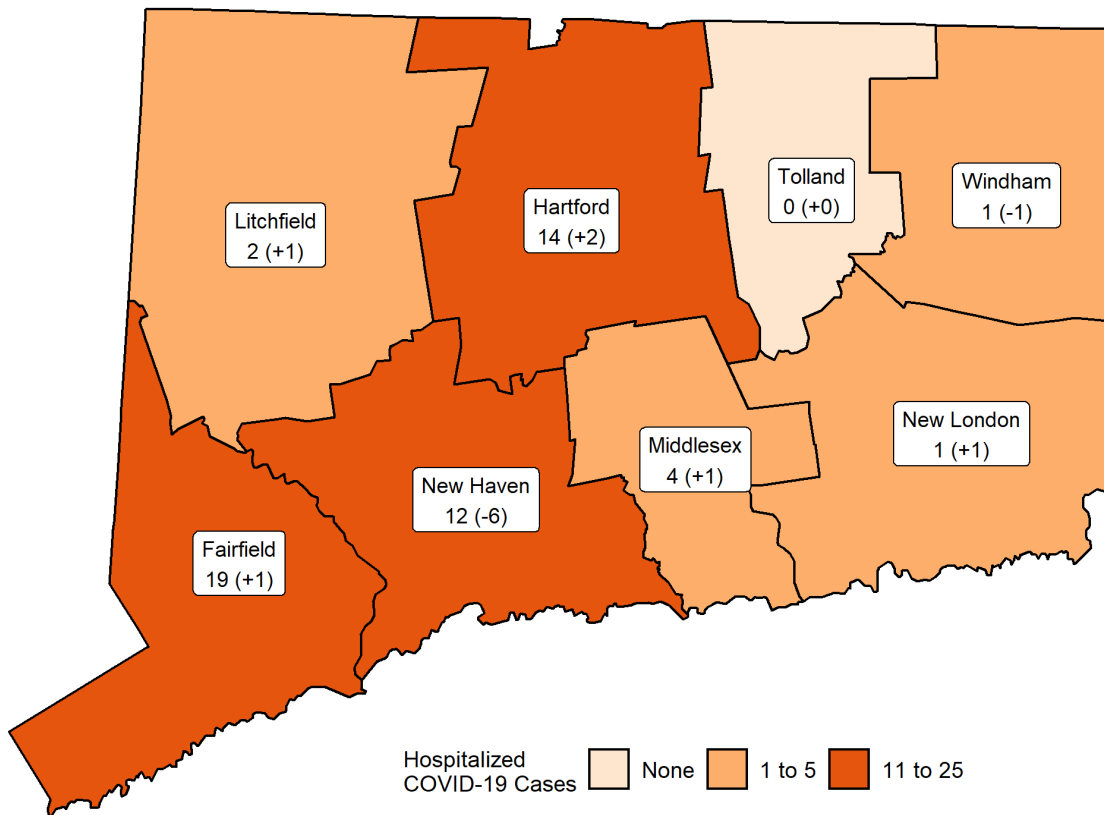 Tolland
0 (+0)
Windham
1 (-1)
Litchfield
2 (+1)
Hartford
14 (+2)
New London
1 (+1)
Middlesex
4 (+1)
New Haven
12 (-6)
Fairfield
19 (+1)
Hospitalized
COVID-19 Cases
None
1 to 5
11 to 25